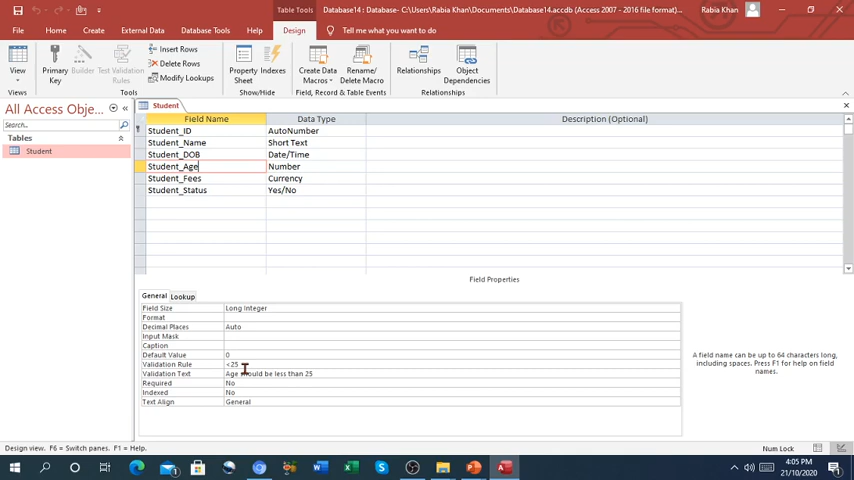 Table Tools
Database14 : Database- C:\Users\Rabia Khan\Documents\Database14.accdb (Access 2007 - 2016 file format)...
Rabia Khan
File
Home
Create
External Data
Database Tools
Help
Design
Tell me what you want to do
View
Primary Key
Builder
Test Validation Rules
Insert Rows
Delete Rows
Modify Lookups
Property Sheet
Indexes
Create Data Macros
Rename/ Delete Macro
Relationships
Object Dependencies
Views
Tools
Show/Hide
Field, Record & Table Events
Relationships
All Access Obje...
Search...
Tables
Student
Student
Field Name Data Type Description (Optional)
Student_ID AutoNumber
Student_Name Short Text
Student_DOB Date/Time
Student_Age Number
Student_Fees Currency
Student_Status Yes/No
Field Properties
General Lookup
Field Size Long Integer
Format
Decimal Places Auto
Input Mask
Caption
Default Value 0
Validation Rule <25
Validation Text Age should be less than 25
Required No
Indexed No
Text Align General
A field name can be up to 64 characters long,
including spaces. Press F1 for help on field
names.
Design view. F6 = Switch panes. F1 = Help.
Num Lock
4:05 PM
21/10/2020